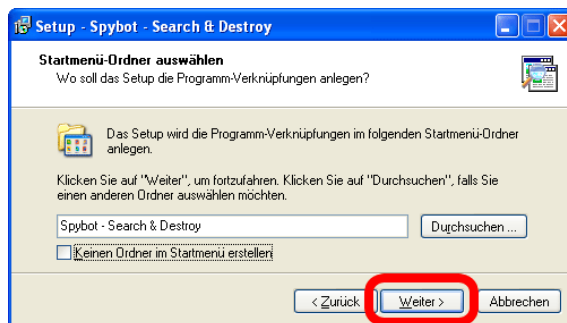 Setup - Spybot - Search & Destroy
Startmenü-Ordner auswählen
Wo soll das Setup die Programm-Verknüpfungen anlegen?
Das Setup wird die Programm-Verknüpfungen im folgenden Startmenü-Ordner
anlegen.
Klicken Sie auf "Weiter", um fortzufahren. Klicken Sie auf "Durchsuchen", falls Sie
einen anderen Ordner auswählen möchten.
Spybot - Search & Destroy
Durchsuchen ...
Keinen Ordner im Startmenü erstellen
< Zurück
Weiter >
Abbrechen